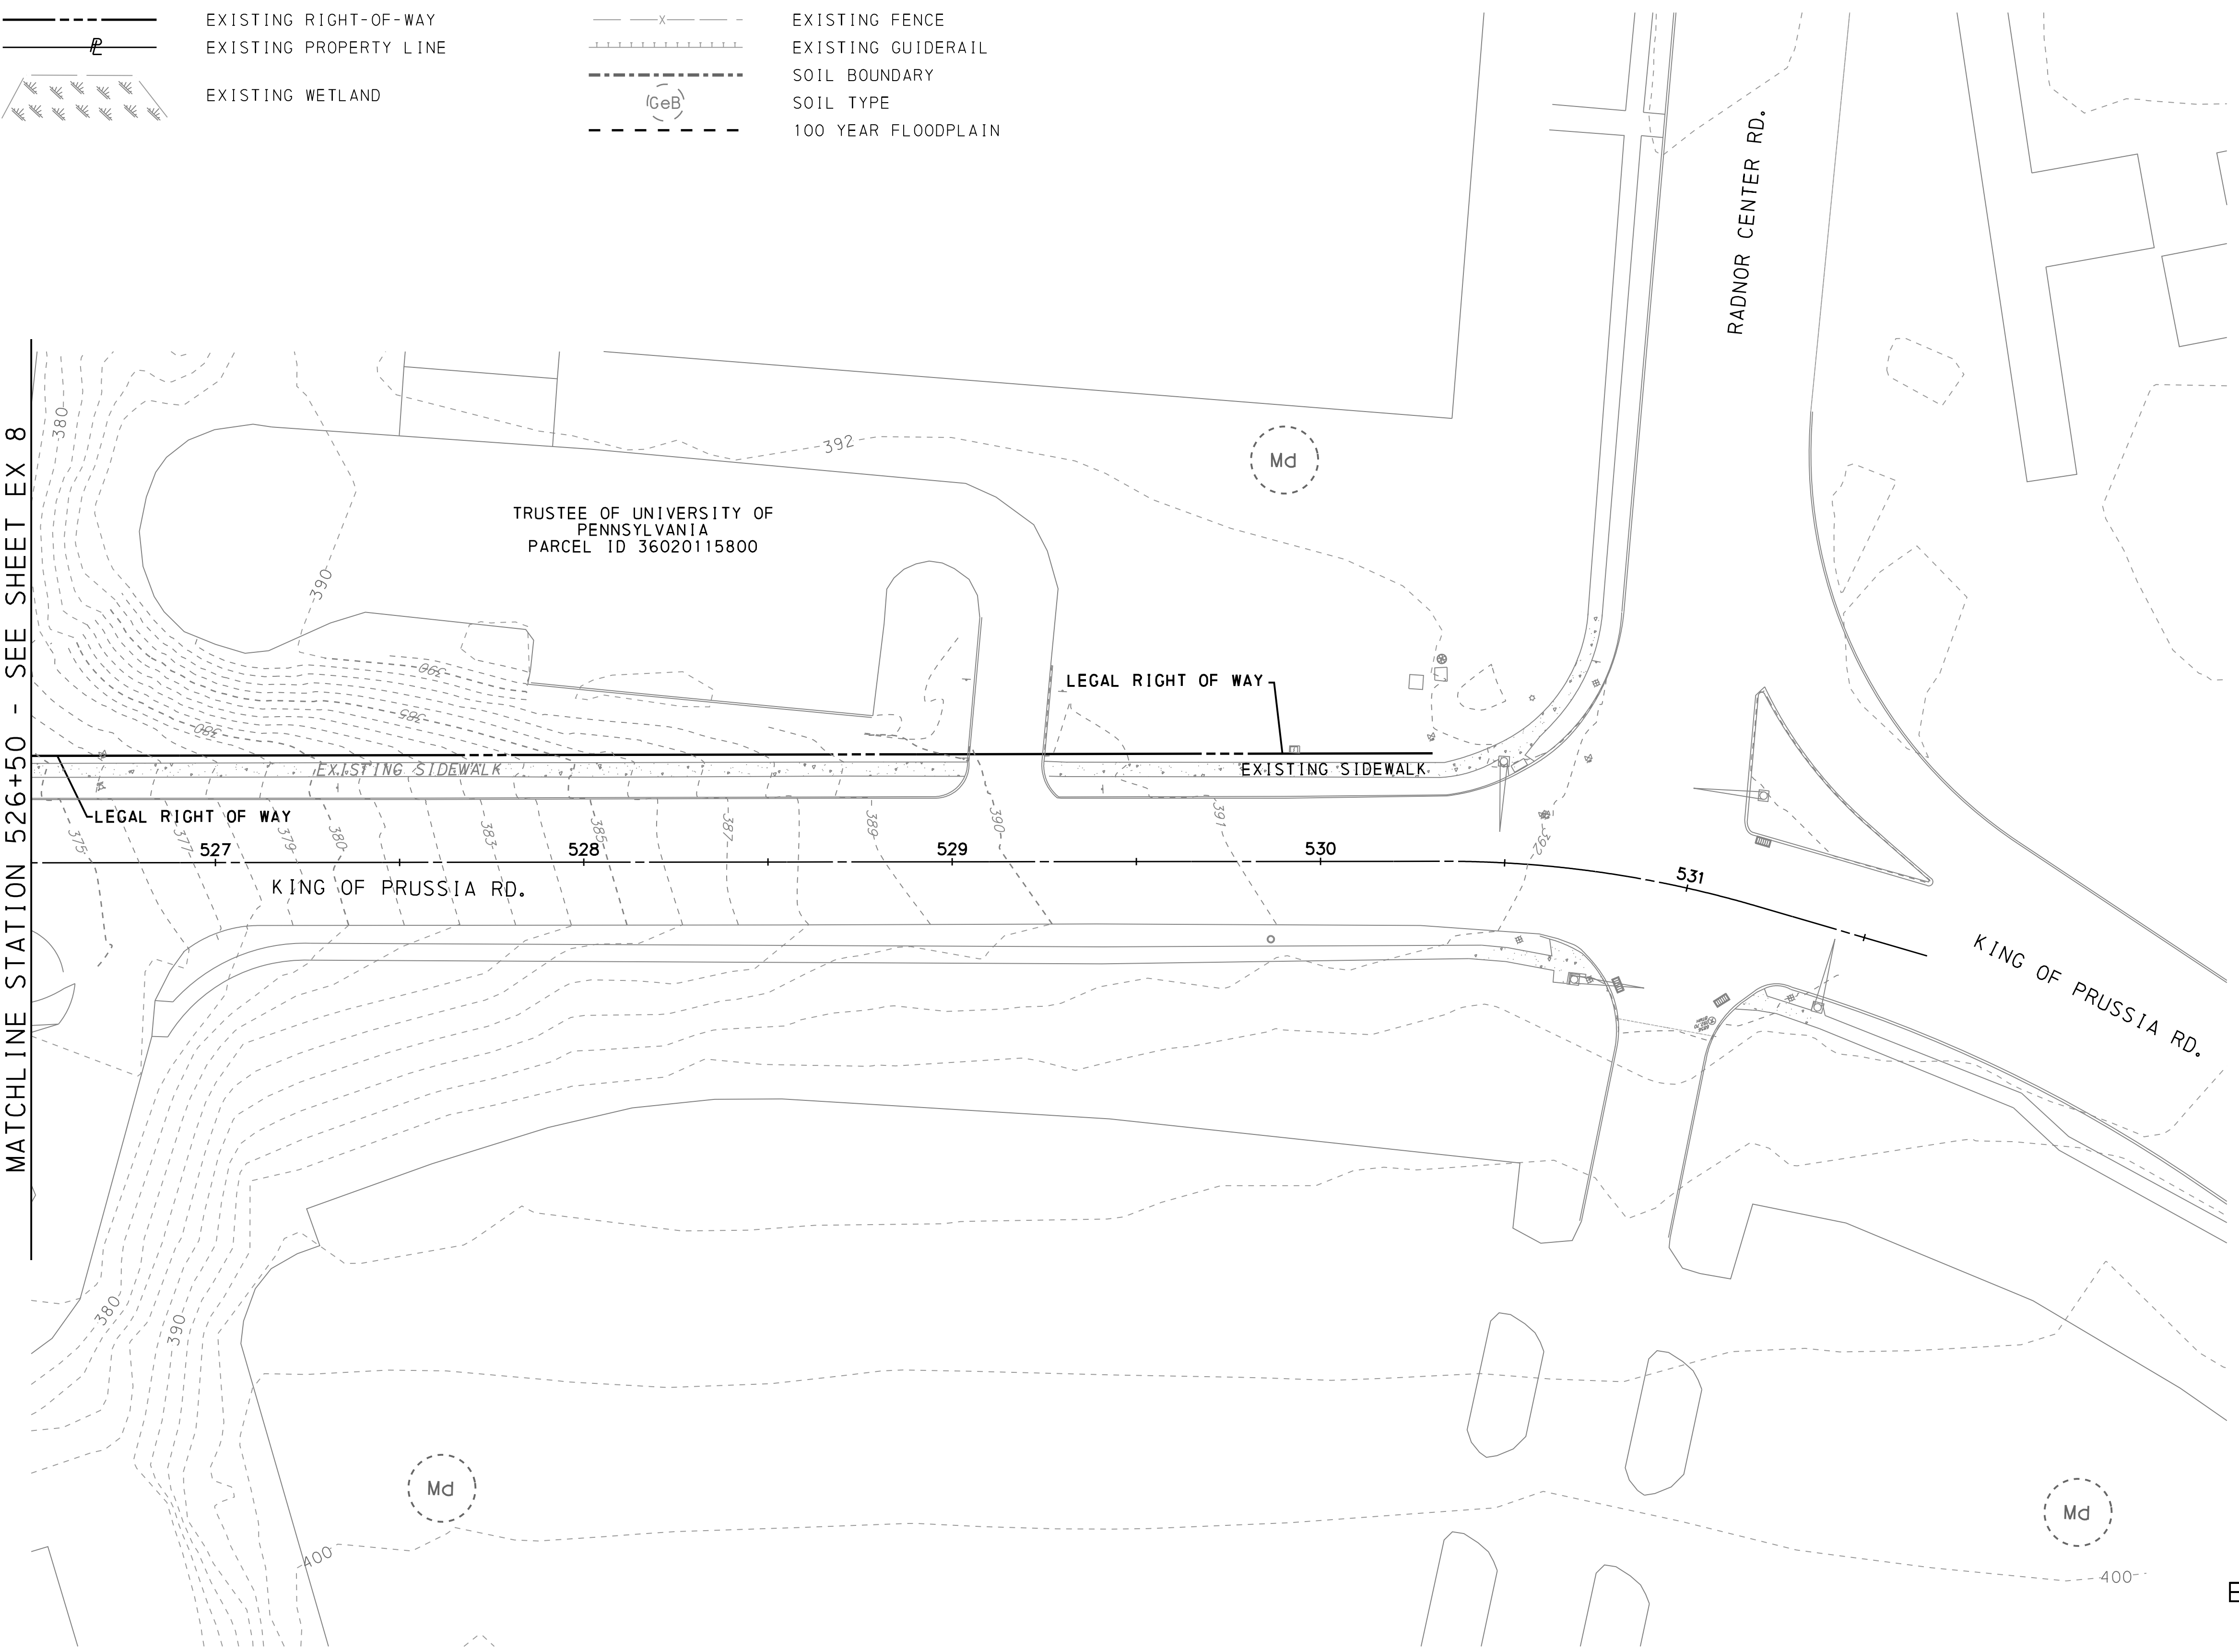 EXISTING RIGHT-OF-WAY
EXISTING PROPERTY LINE
EXISTING WETLAND
X
EXISTING FENCE
EXISTING GUIDERAIL
SOIL BOUNDARY
GeB
SOIL TYPE
100 YEAR FLOODPLAIN
RADNOR CENTER RD.
MATCHLINE STATION 526+50 - SEE SHEET EX 8
380
392
Md
TRUSTEE OF UNIVERSITY OF
PENNSYLVANIA
PARCEL ID 36020115800
390
390
385
380
LEGAL RIGHT OF WAY
EXISTING SIDEWALK
EXISTING SIDEWALK
LEGAL RIGHT OF WAY
375
377
379
380
383
385
387
389
390
391
392
527
528
529
530
531
KING OF PRUSSIA RD.
KING OF PRUSSIA RD.
380
390
Md
Md
400
400
E